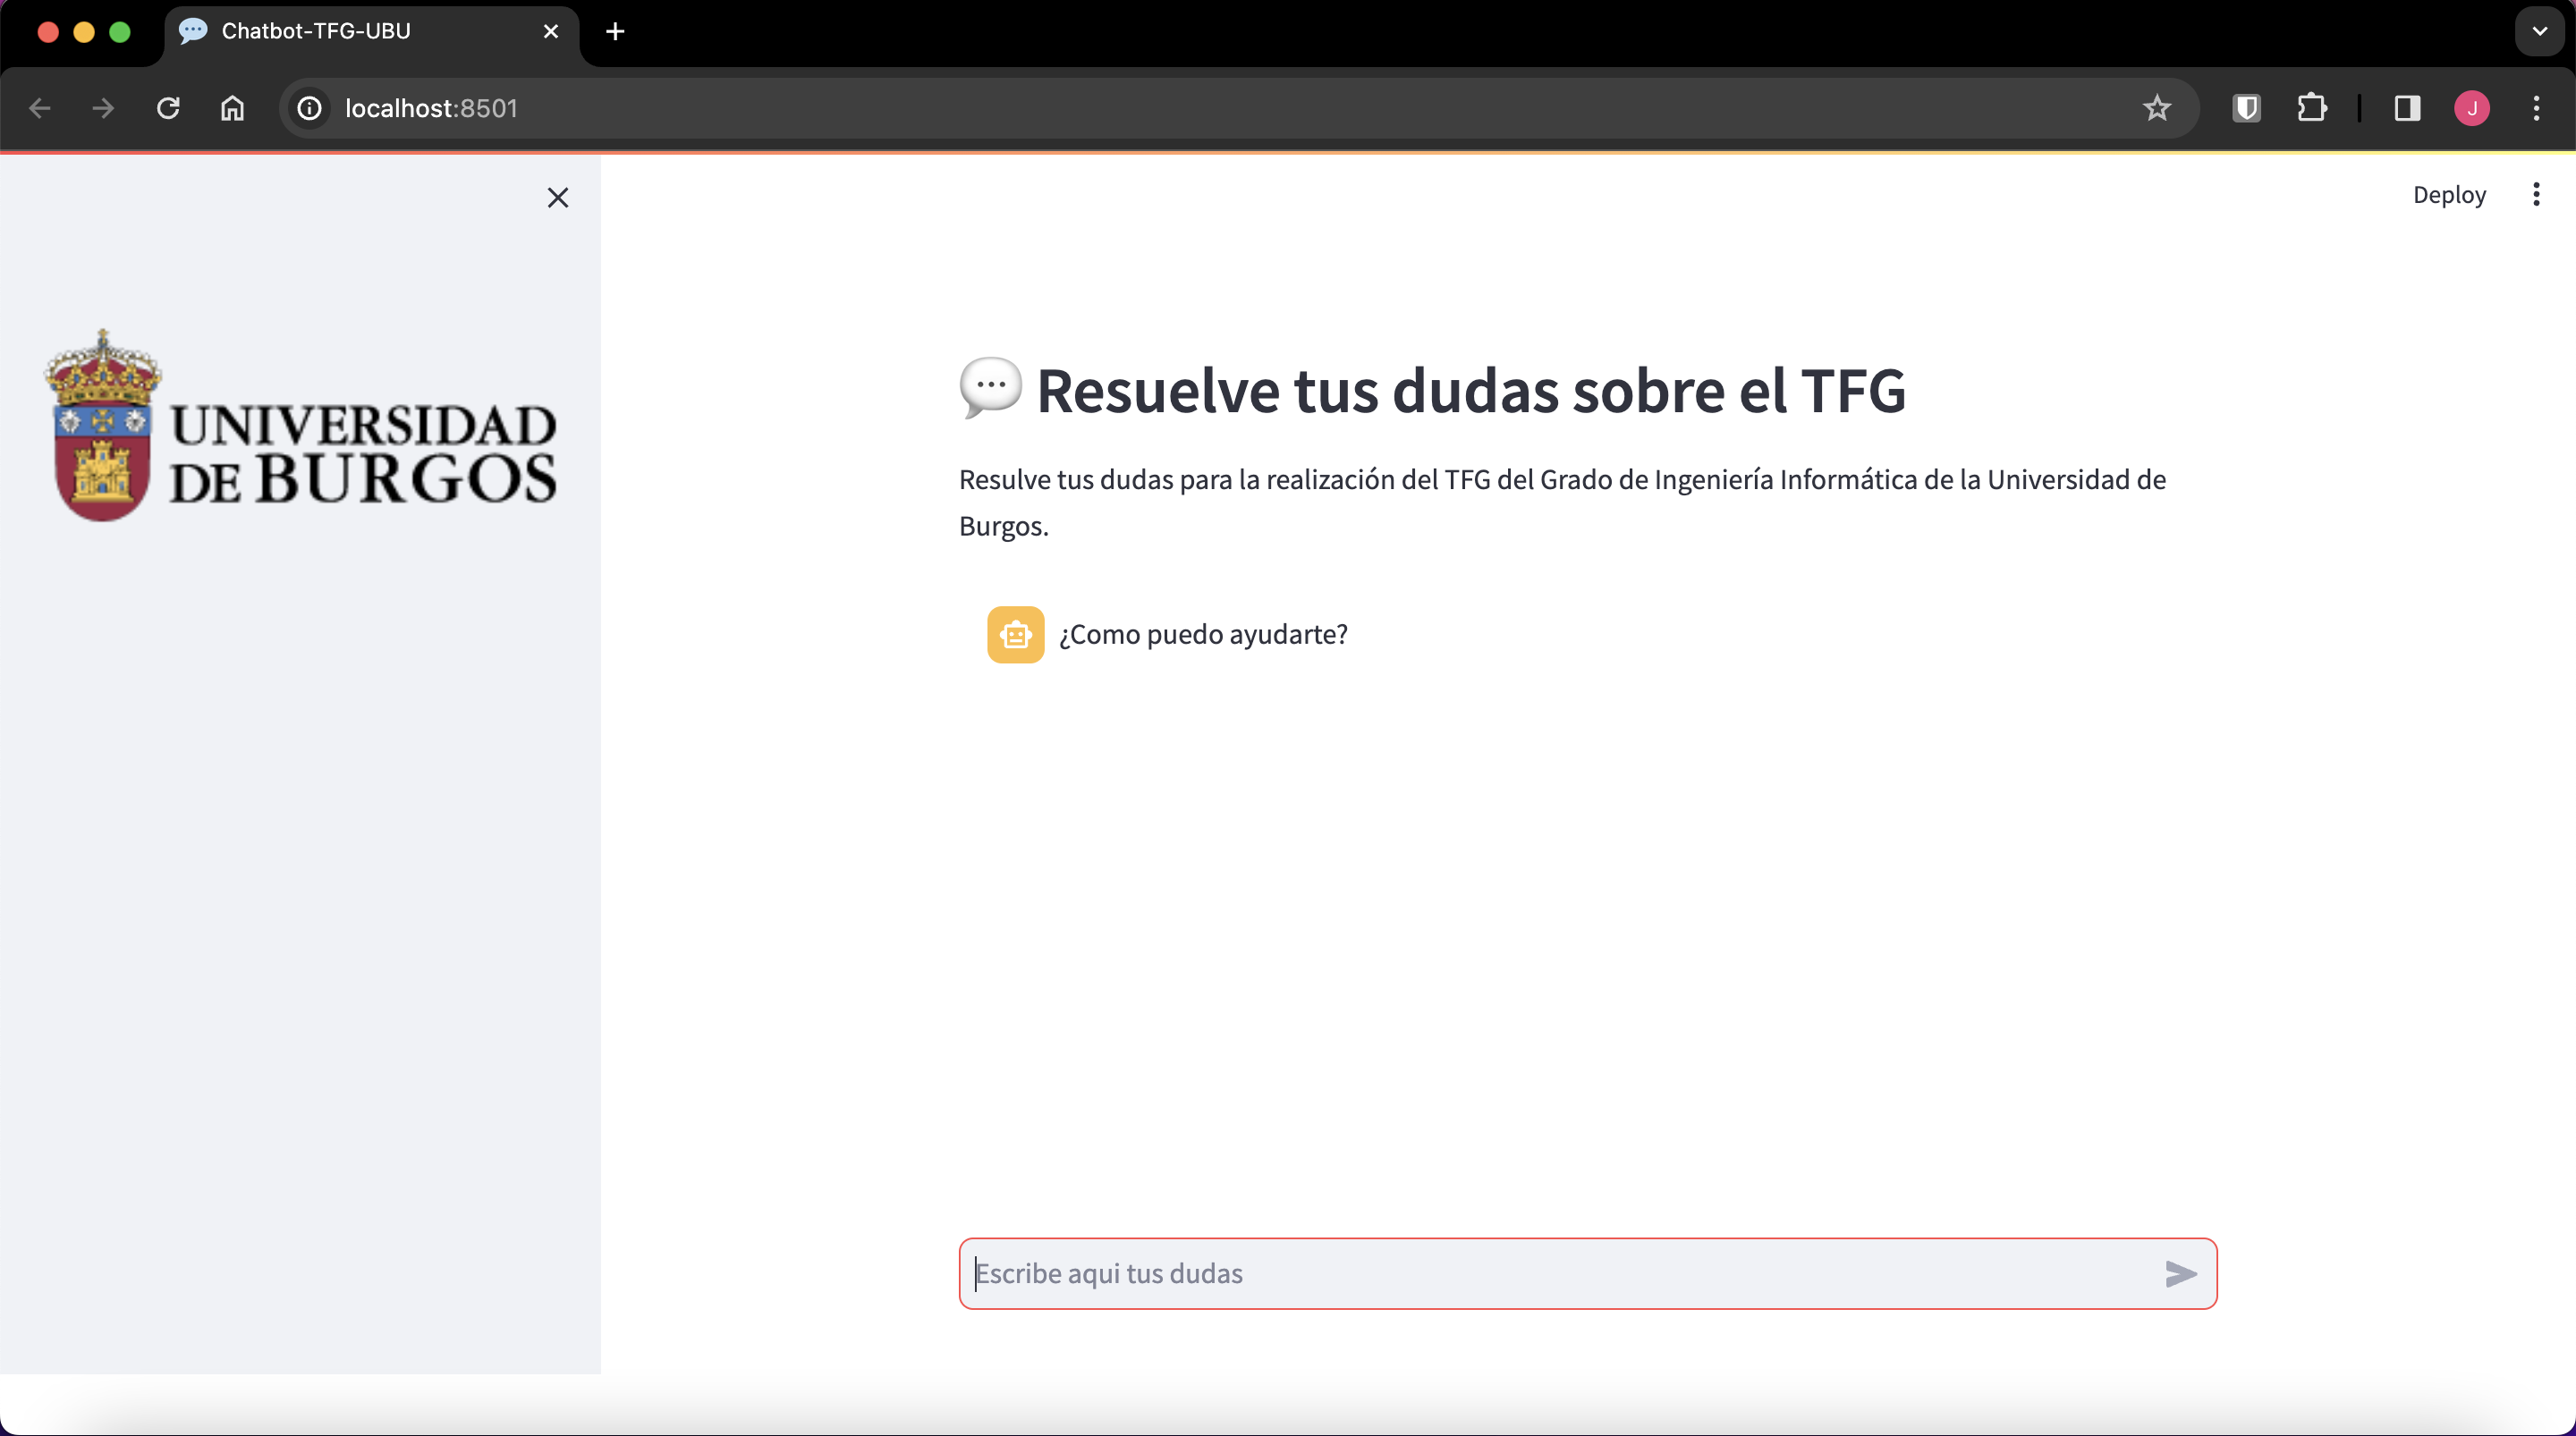 Chatbot-TFG-UBU
localhost:8501
J
Deploy
UNIVERSIDAD
DE BURGOS
Resuelve tus dudas sobre el TFG
Resulve tus dudas para la realización del TFG del Grado de Ingeniería Informática de la Universidad de
Burgos.
¿Como puedo ayudarte?
Escribe aqui tus dudas